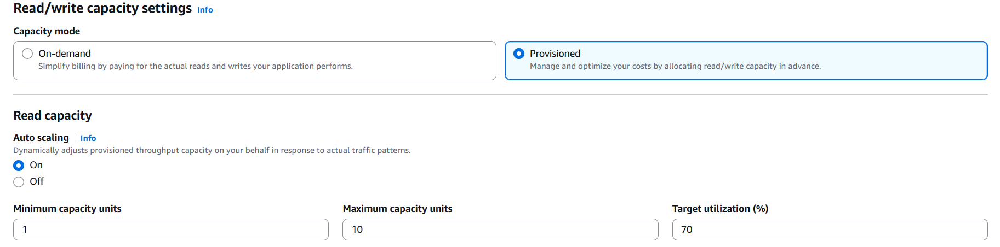 Read/write capacity settings Info
Capacity mode
On-demand
Simplify billing by paying for the actual reads and writes your application performs.
Provisioned
Manage and optimize your costs by allocating read/write capacity in advance.
Read capacity
Auto scaling Info
Dynamically adjusts provisioned throughput capacity on your behalf in response to actual traffic patterns.
On
Off
Minimum capacity units
1
Maximum capacity units
10
Target utilization (%)
70